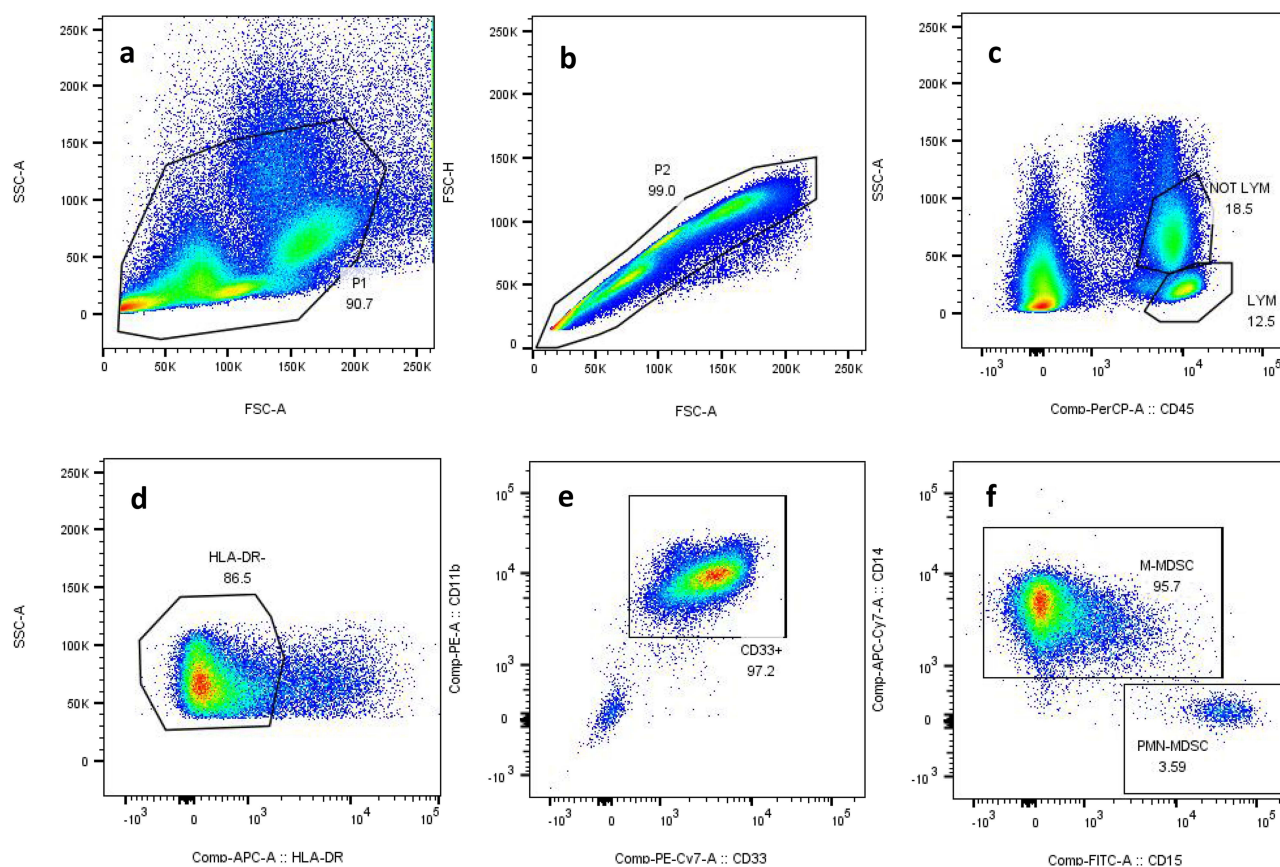 a
250K
200K
150K
100K
50K
0
SSC-A
P1
90.7
0 50K 100K 150K 200K 250K
FSC-A
b
250K
200K
150K
100K
50K
0
FSC-H
P2
99.0
0 50K 100K 150K 200K 250K
FSC-A
c
250K
200K
150K
100K
50K
0
SSC-A
NOT LYM
18.5
LYM
12.5
-10³ 0 10³ 10⁴ 10⁵
Comp-PerCP-A :: CD45
d
250K
200K
150K
100K
50K
0
SSC-A
HLA-DR-
86.5
-10³ 0 10³ 10⁴ 10⁵
Comp-APC-A :: HLA-DR
e
10⁵
10⁴
10³
0
-10³
Comp-PE-A :: CD11b
CD33+
97.2
-10³ 0 10³ 10⁴ 10⁵
Comp-PE-Cy7-A :: CD33
f
10⁵
10⁴
10³
0
-10³
Comp-APC-Cy7-A :: CD14
M-MDSC
95.7
PMN-MDSC
3.59
-10³ 0 10³ 10⁴ 10⁵
Comp-FITC-A :: CD15